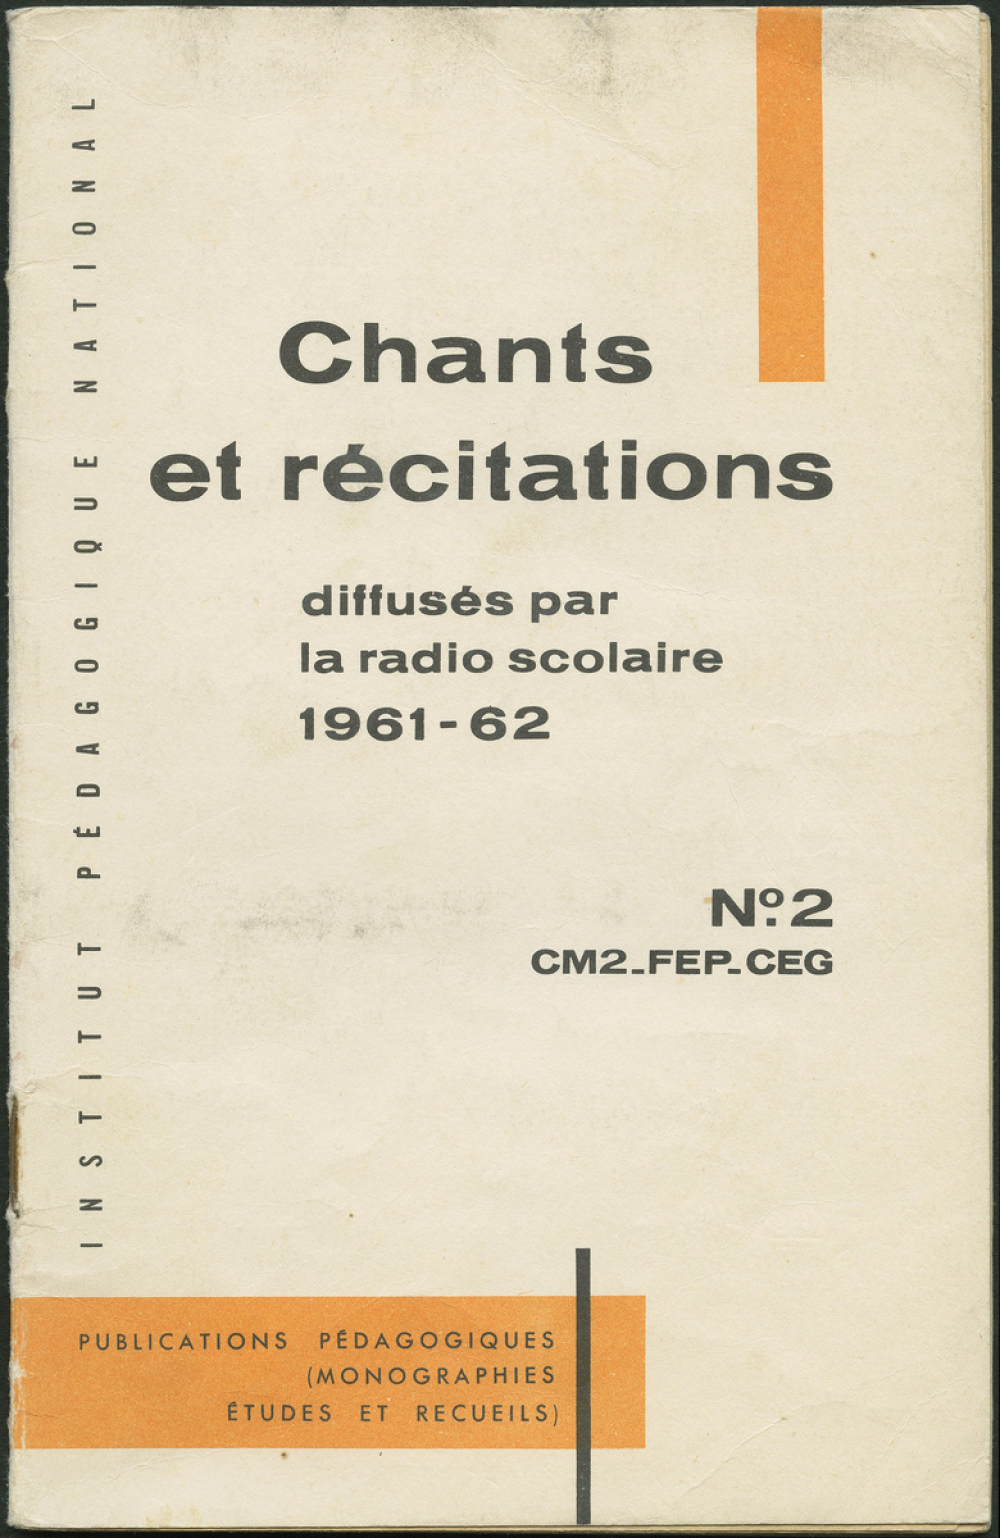 INSTITUT PÉDAGOGIQUE NATIONAL
Chants
et récitations
diffusés par
la radio scolaire
1961-62
Nº 2
CM2-FEP-CEG
PUBLICATIONS PÉDAGOGIQUES
(MONOGRAPHIES
ÉTUDES ET RECUEILS)